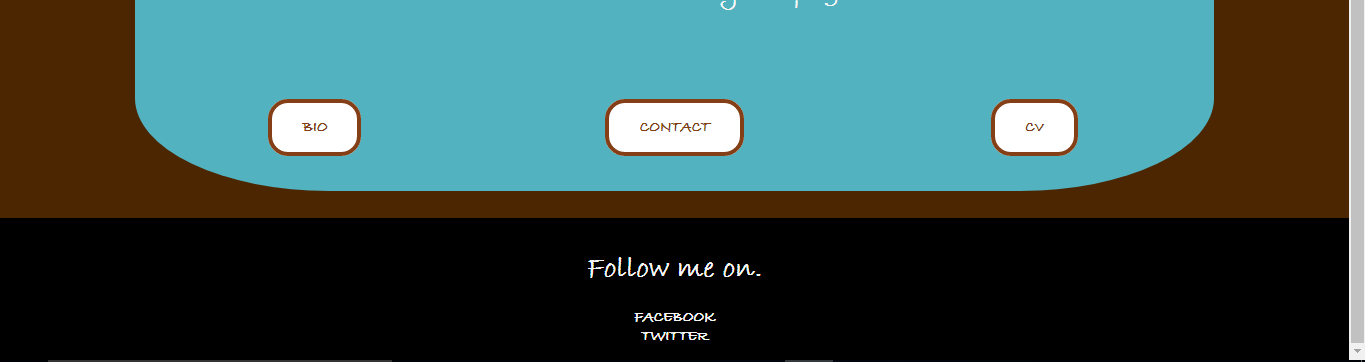 BIO
CONTACT
CV
Follow me on.
FACEBOOK
TWITTER